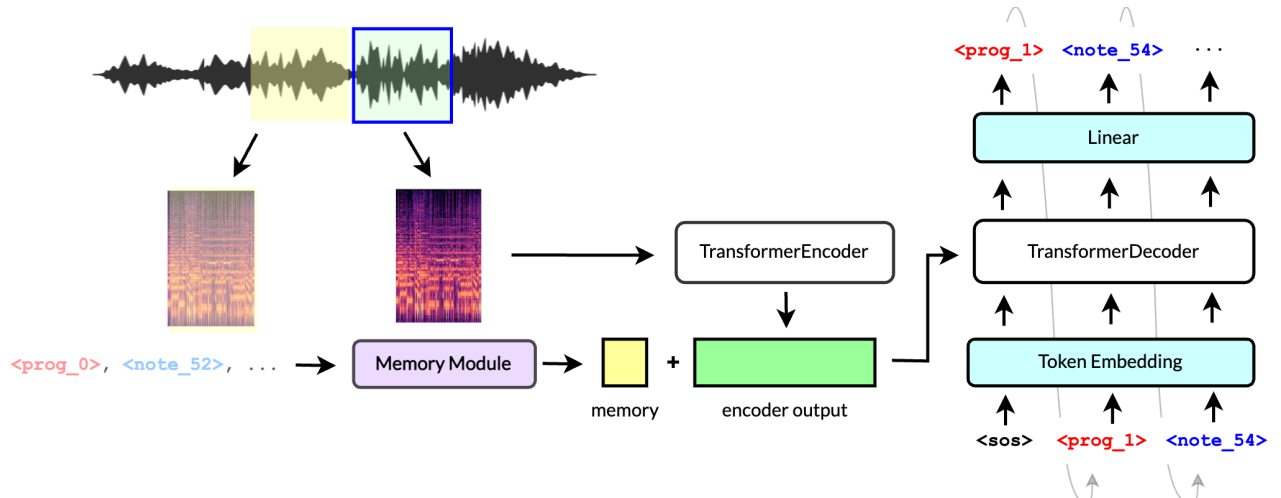 <prog_1> <note_54> ...
Linear
TransformerEncoder
TransformerDecoder
<prog_0>, <note_52>, ...
Memory Module
+
Token Embedding
memory
encoder output
<sos> <prog_1> <note_54>